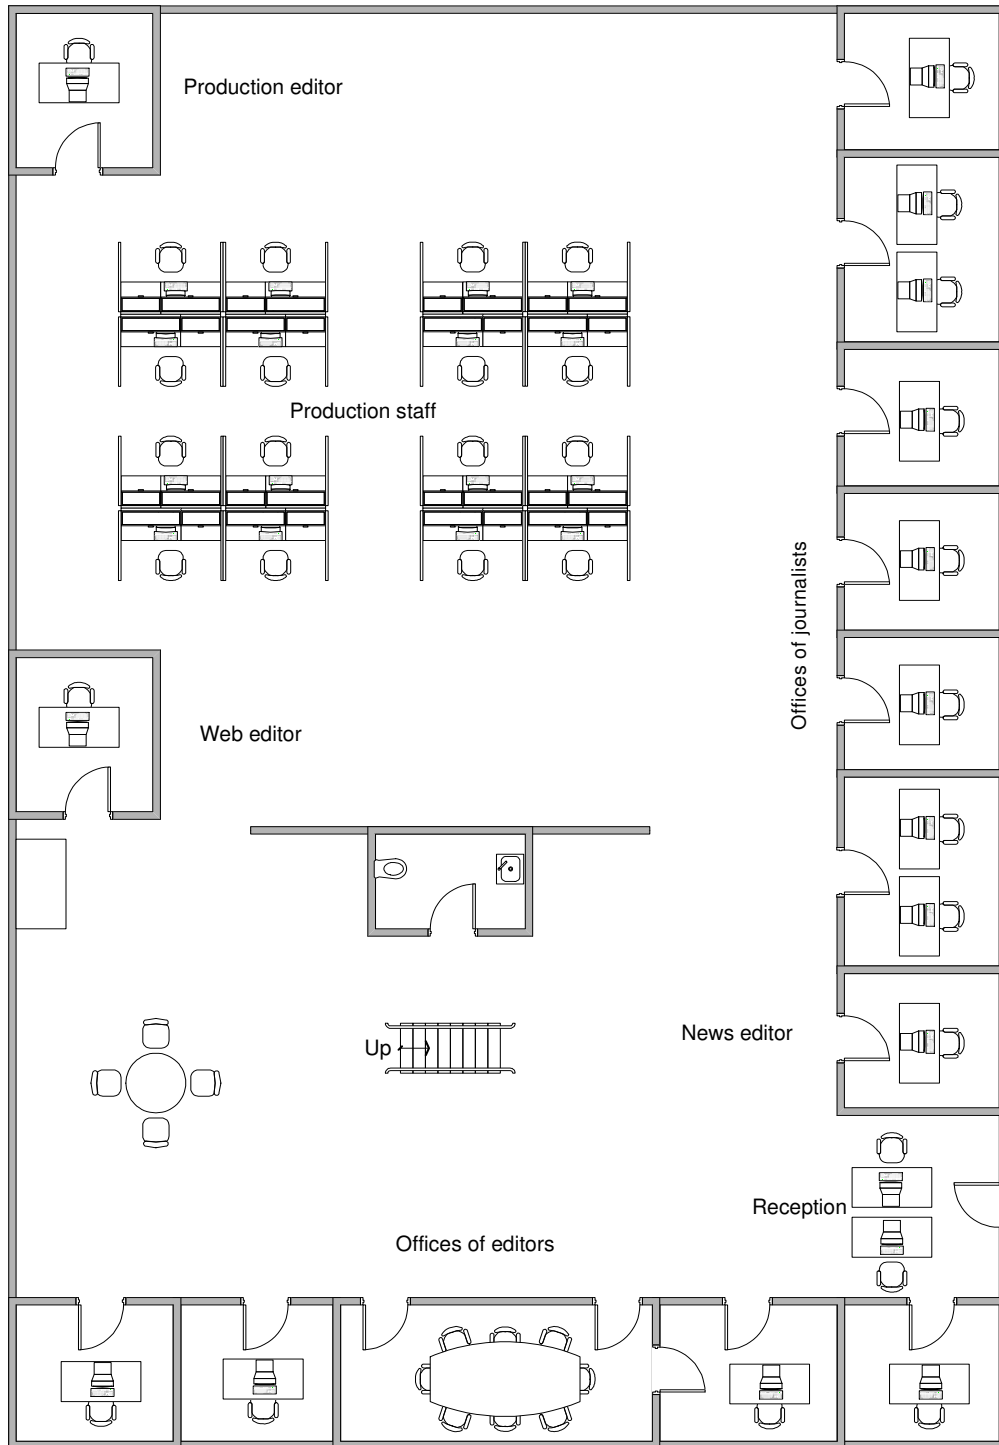 Production editor
Production staff
Offices of journalists
Web editor
Up
News editor
Reception
Offices of editors